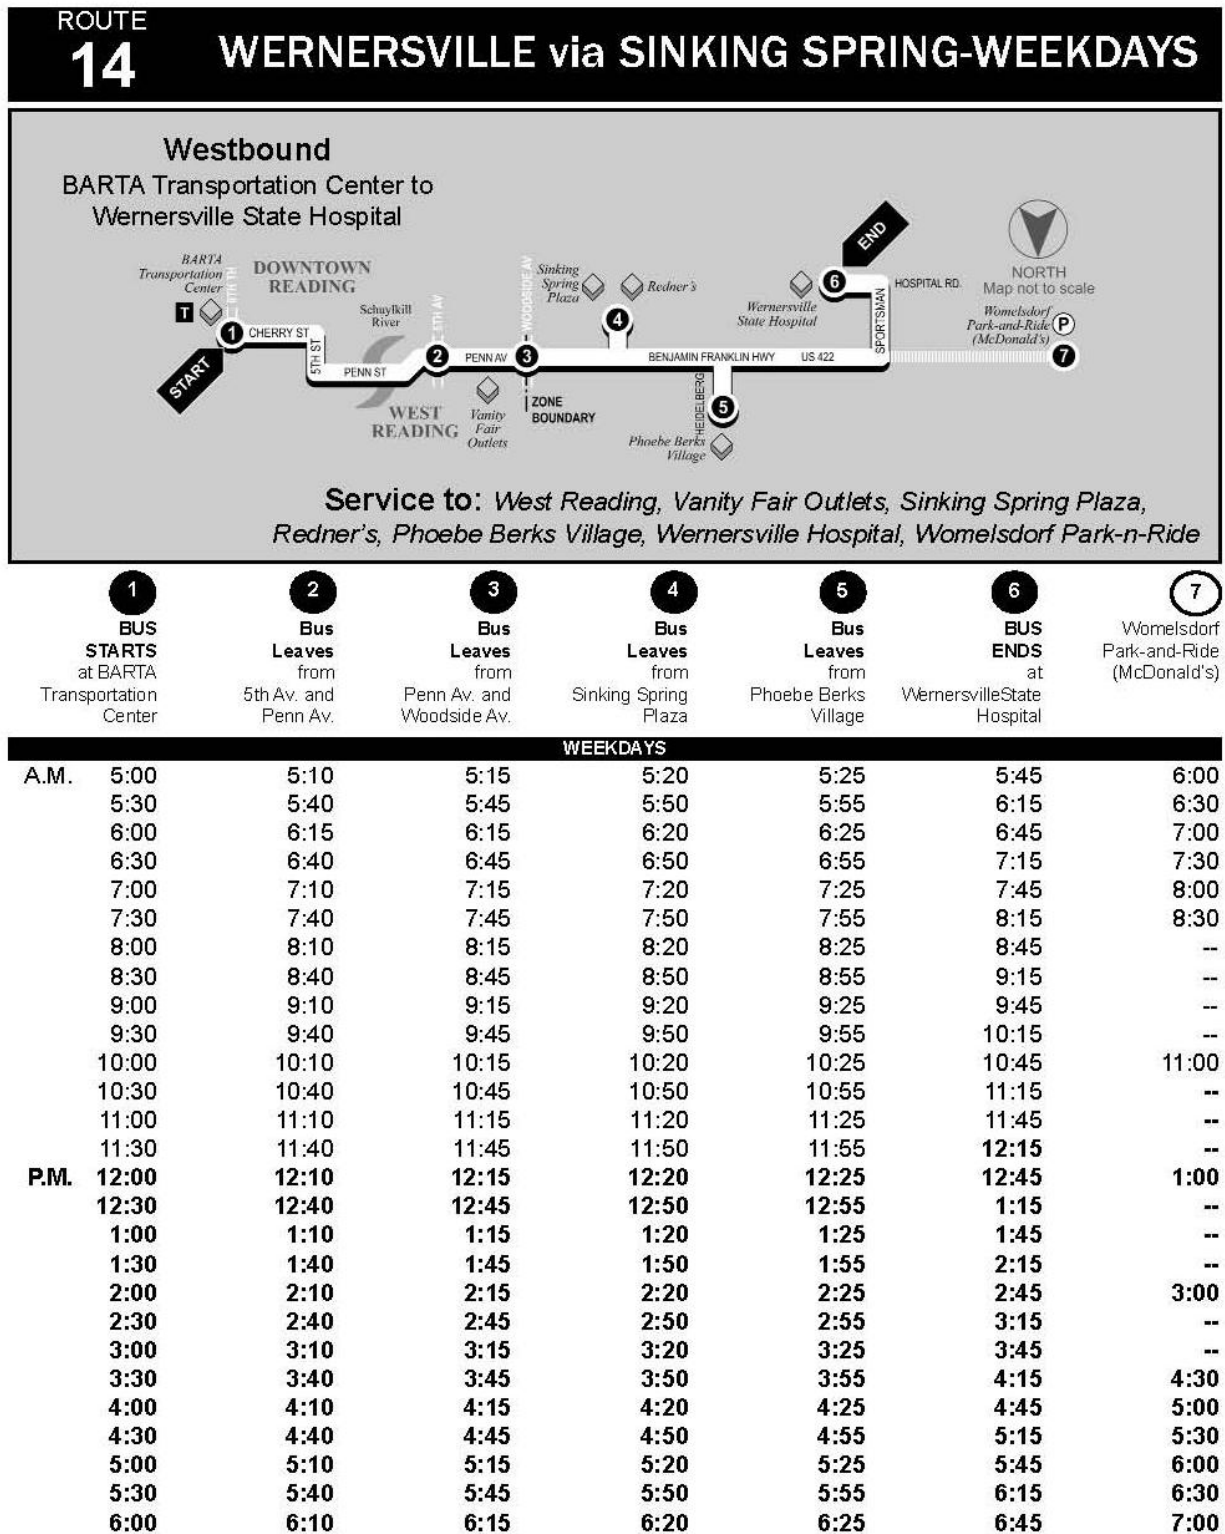 ROUTE
14
WERNERSVILLE via SINKING SPRING-WEEKDAYS
Westbound
BARTA Transportation Center to
Wernersville State Hospital
BARTA
Transportation
Center
T
8TH TH
DOWNTOWN
READING
Schuylkill
River
1
CHERRY ST
START
5TH ST
PENN ST
WEST
READING
2
5TH AV
PENN AV
Vanity
Fair
Outlets
3
WOODSIDE AV
ZONE
BOUNDARY
Sinking
Spring
Plaza
Redner's
4
BENJAMIN FRANKLIN HWY US 422
HEIDELBERG
5
Phoebe Berks
Village
Wernersville
State Hospital
6
END
HOSPITAL RD.
SPORTSMAN
NORTH
Map not to scale
Womelsdorf
Park-and-Ride P
(McDonald's)
7
Service to: West Reading, Vanity Fair Outlets, Sinking Spring Plaza,
Redner's, Phoebe Berks Village, Wernersville Hospital, Womelsdorf Park-n-Ride
1 2 3 4 5 6 7
BUS Bus Bus Bus Bus BUS Womelsdorf
STARTS Leaves Leaves Leaves Leaves ENDS Park-and-Ride
at BARTA from from from from at (McDonald's)
Transportation 5th Av. and Penn Av. and Sinking Spring Phoebe Berks WernersvilleState
Center Penn Av. Woodside Av. Plaza Village Hospital
WEEKDAYS
A.M. 5:00 5:10 5:15 5:20 5:25 5:45 6:00
5:30 5:40 5:45 5:50 5:55 6:15 6:30
6:00 6:15 6:15 6:20 6:25 6:45 7:00
6:30 6:40 6:45 6:50 6:55 7:15 7:30
7:00 7:10 7:15 7:20 7:25 7:45 8:00
7:30 7:40 7:45 7:50 7:55 8:15 8:30
8:00 8:10 8:15 8:20 8:25 8:45 --
8:30 8:40 8:45 8:50 8:55 9:15 --
9:00 9:10 9:15 9:20 9:25 9:45 --
9:30 9:40 9:45 9:50 9:55 10:15 --
10:00 10:10 10:15 10:20 10:25 10:45 11:00
10:30 10:40 10:45 10:50 10:55 11:15 --
11:00 11:10 11:15 11:20 11:25 11:45 --
11:30 11:40 11:45 11:50 11:55 12:15 --
P.M. 12:00 12:10 12:15 12:20 12:25 12:45 1:00
12:30 12:40 12:45 12:50 12:55 1:15 --
1:00 1:10 1:15 1:20 1:25 1:45 --
1:30 1:40 1:45 1:50 1:55 2:15 --
2:00 2:10 2:15 2:20 2:25 2:45 3:00
2:30 2:40 2:45 2:50 2:55 3:15 --
3:00 3:10 3:15 3:20 3:25 3:45 --
3:30 3:40 3:45 3:50 3:55 4:15 4:30
4:00 4:10 4:15 4:20 4:25 4:45 5:00
4:30 4:40 4:45 4:50 4:55 5:15 5:30
5:00 5:10 5:15 5:20 5:25 5:45 6:00
5:30 5:40 5:45 5:50 5:55 6:15 6:30
6:00 6:10 6:15 6:20 6:25 6:45 7:00